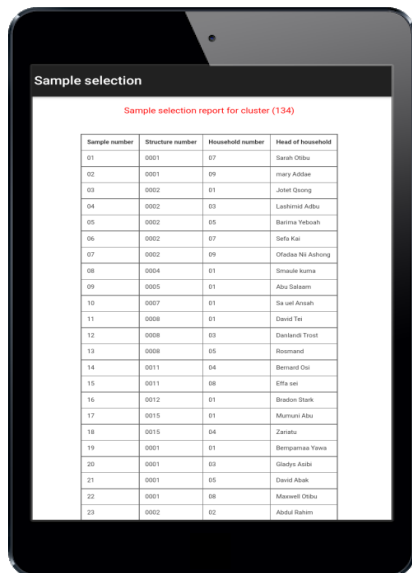 Sample selection
Sample selection report for cluster (134)
Sample number Structure number Household number Head of household
01 0001 07 Sarah Otibu
02 0001 09 mary Addae
03 0002 01 Jotet Qsong
04 0002 03 Lashimid Adbu
05 0002 05 Barima Yeboah
06 0002 07 Sefa Kai
07 0002 09 Ofadaa Nii Ashong
08 0004 01 Smaule kuma
09 0005 01 Abu Salaam
10 0007 01 Sa uel Ansah
11 0008 01 David Tei
12 0008 03 Danlandi Trost
13 0008 05 Rosmand
14 0011 04 Bernard Osi
15 0011 08 Effa sei
16 0012 01 Bradon Stark
17 0015 01 Mumuni Abu
18 0015 04 Zariatu
19 0001 01 Bempamaa Yawa
20 0001 03 Gladys Asibi
21 0001 05 David Abak
22 0001 08 Maxwell Otibu
23 0002 02 Abdul Rahim